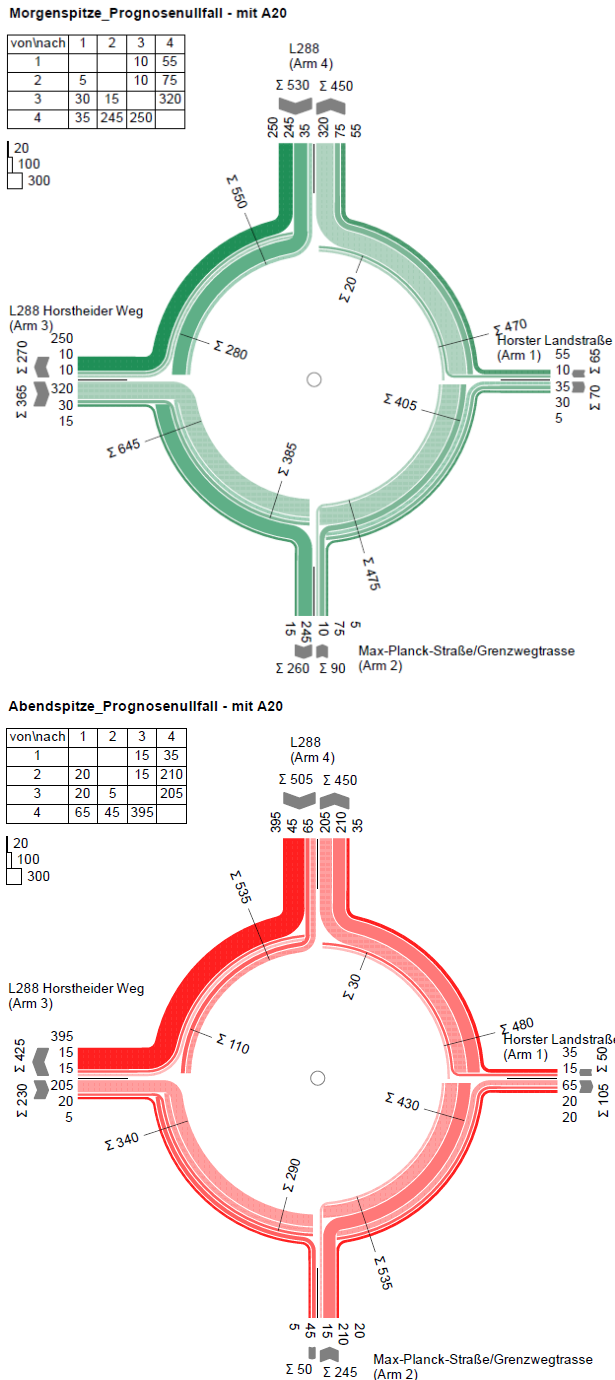 Morgenspitze_Prognosenullfall - mit A20
von\nach 1 2 3 4
1 10 55
2 5 10 75
3 30 15 320
4 35 245 250
20
100
300
L288
(Arm 4)
Σ 530 Σ 450
250 245 35 320 75 55
Σ 550
Σ 20
L288 Horstheider Weg
(Arm 3)
Σ 270
250
10
10
Σ 365
320
30
15
Σ 280
Σ 470
Horster Landstraße
(Arm 1)
55
10
Σ 65
35
30
5
Σ 70
Σ 405
Σ 645
Σ 385
Σ 475
15 245 10 75 5
Σ 260 Σ 90
Max-Planck-Straße/Grenzwegtrasse
(Arm 2)
Abendspitze_Prognosenullfall - mit A20
von\nach 1 2 3 4
1 15 35
2 20 15 210
3 20 5 205
4 65 45 395
20
100
300
L288
(Arm 4)
Σ 505 Σ 450
395 45 65 205 210 35
Σ 535
Σ 30
L288 Horstheider Weg
(Arm 3)
Σ 425
395
15
15
Σ 230
205
20
5
Σ 110
Σ 480
Horster Landstraße
(Arm 1)
35
15
Σ 50
65
20
20
Σ 105
Σ 430
Σ 340
Σ 290
Σ 535
5 45 15 210 20
Σ 50 Σ 245
Max-Planck-Straße/Grenzwegtrasse
(Arm 2)